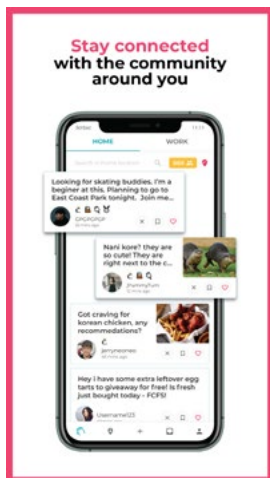 Stay connected
with the community
around you
HOME
WORK
Looking for skating buddies. I'm a
beginer at this. Planning to go to
East Coast Park tonight. Join me...
GPGPGPGP
Nani kore? they are
so cute! They are
right next to the c...
jhammyfum
Got craving for
korean chicken, any
recommedations?
jerryneoneo
Hey i have some extra leftover egg
tarts to giveaway for free! Is fresh
just bought today - FCFS!
Username123